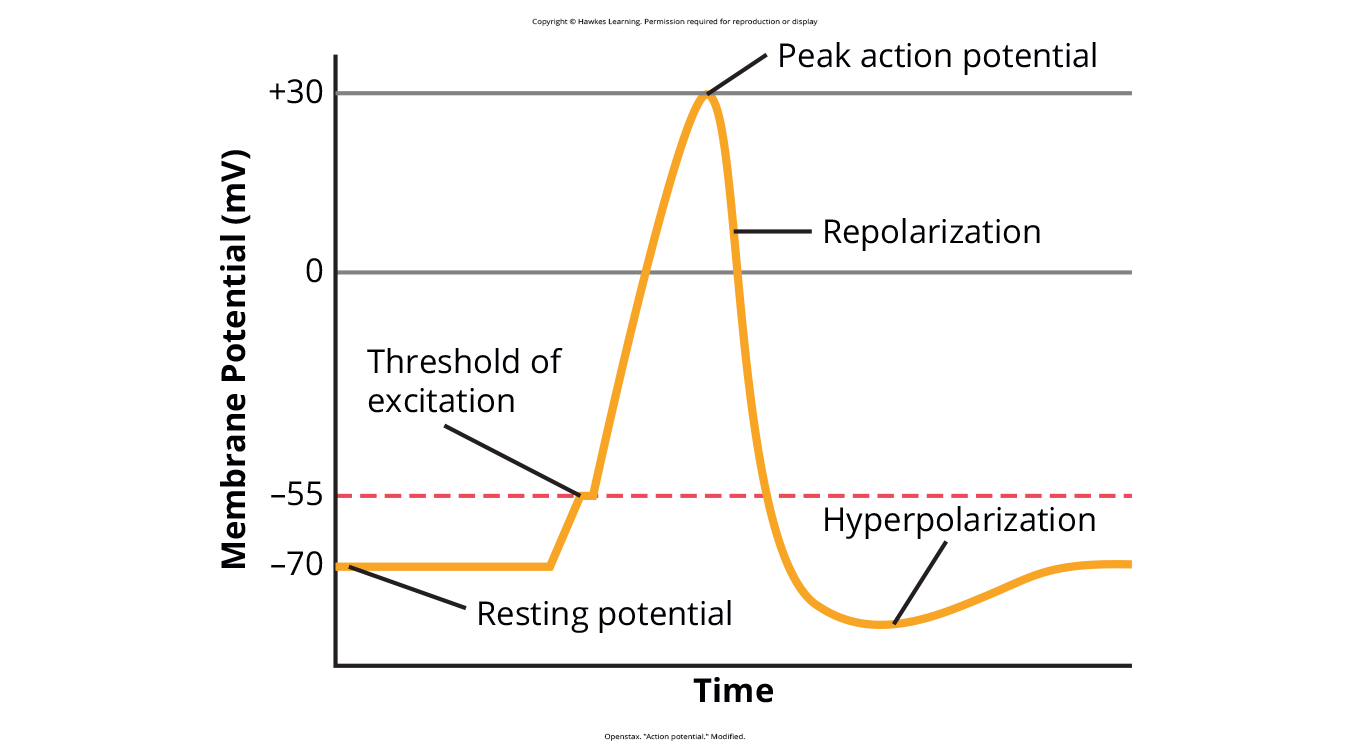 Copyright © Hawkes Learning. Permission required for reproduction or display
Peak action potential
+30
Repolarization
0
Membrane Potential (mV)
Threshold of
excitation
–55
Hyperpolarization
–70
Resting potential
Time
Openstax. "Action potential." Modified.